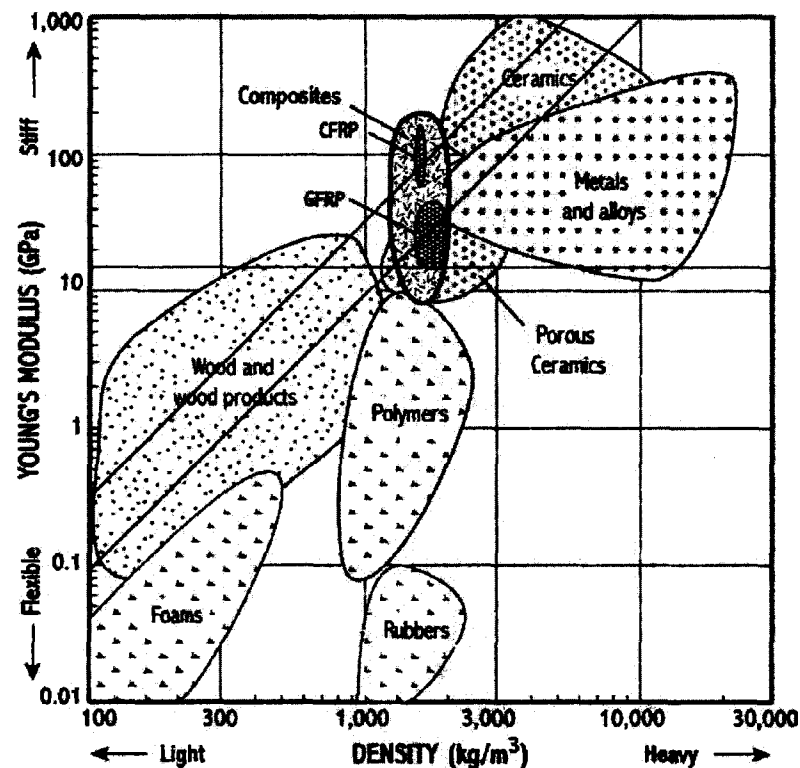 1,000
100
10
1
0.1
0.01
Stiff
YOUNG'S MODULUS (GPa)
Flexible
Composites
CFRP
GFRP
Ceramics
Metals
and alloys
Porous
Ceramics
Wood and
wood products
Polymers
Foams
Rubbers
100
300
1,000
3,000
10,000
30,000
Light
DENSITY (kg/m³)
Heavy